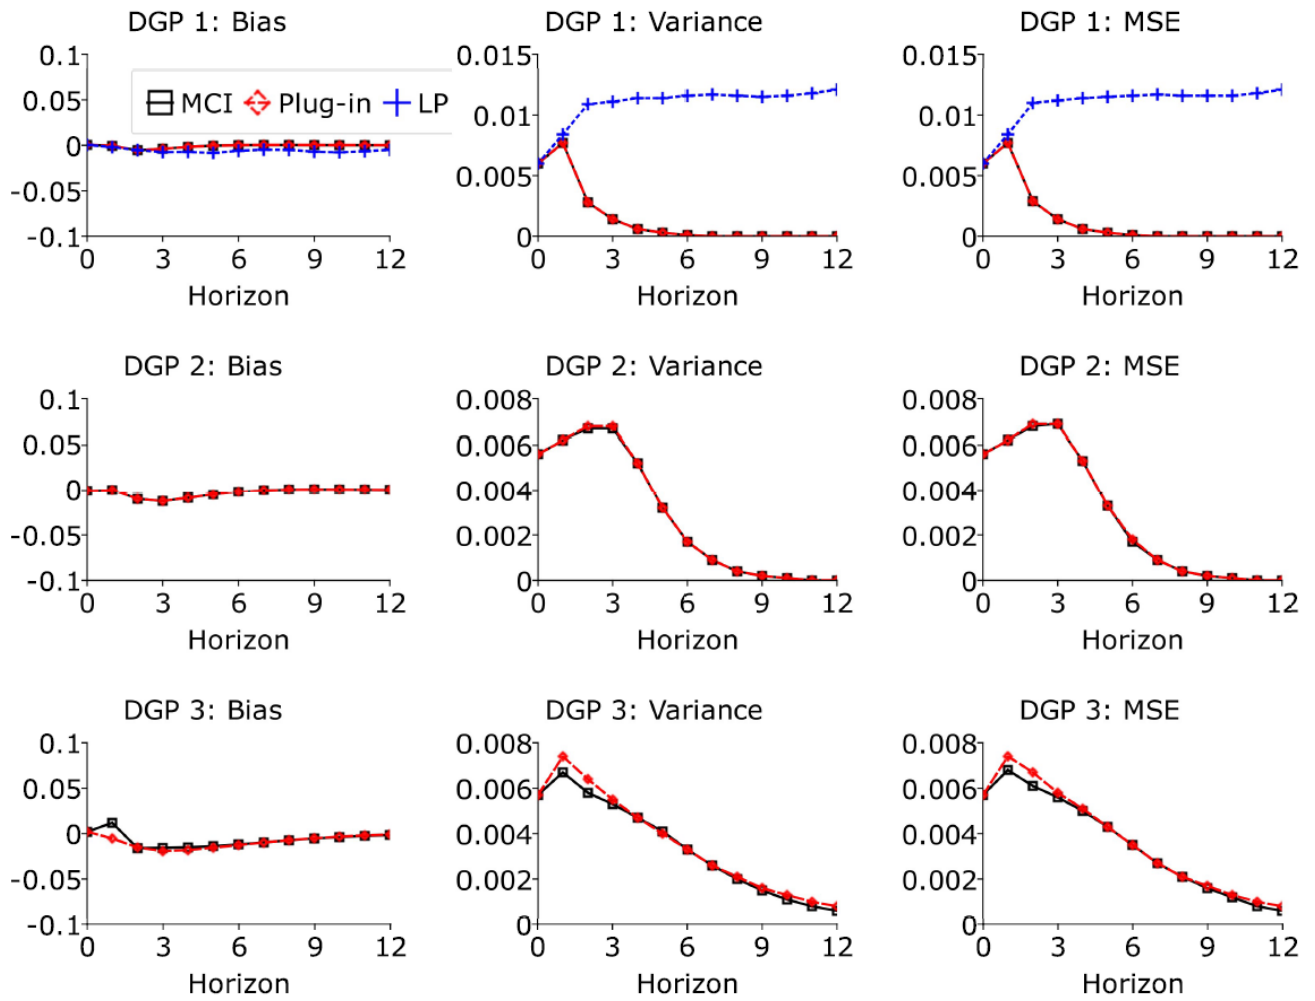 DGP 1: Bias
0.1
0.05
0
-0.05
-0.1
MCI Plug-in LP
0 3 6 9 12
Horizon
DGP 1: Variance
0.015
0.01
0.005
0
0 3 6 9 12
Horizon
DGP 1: MSE
0.015
0.01
0.005
0
0 3 6 9 12
Horizon
DGP 2: Bias
0.1
0.05
0
-0.05
-0.1
0 3 6 9 12
Horizon
DGP 2: Variance
0.008
0.006
0.004
0.002
0
0 3 6 9 12
Horizon
DGP 2: MSE
0.008
0.006
0.004
0.002
0
0 3 6 9 12
Horizon
DGP 3: Bias
0.1
0.05
0
-0.05
-0.1
0 3 6 9 12
Horizon
DGP 3: Variance
0.008
0.006
0.004
0.002
0
0 3 6 9 12
Horizon
DGP 3: MSE
0.008
0.006
0.004
0.002
0
0 3 6 9 12
Horizon